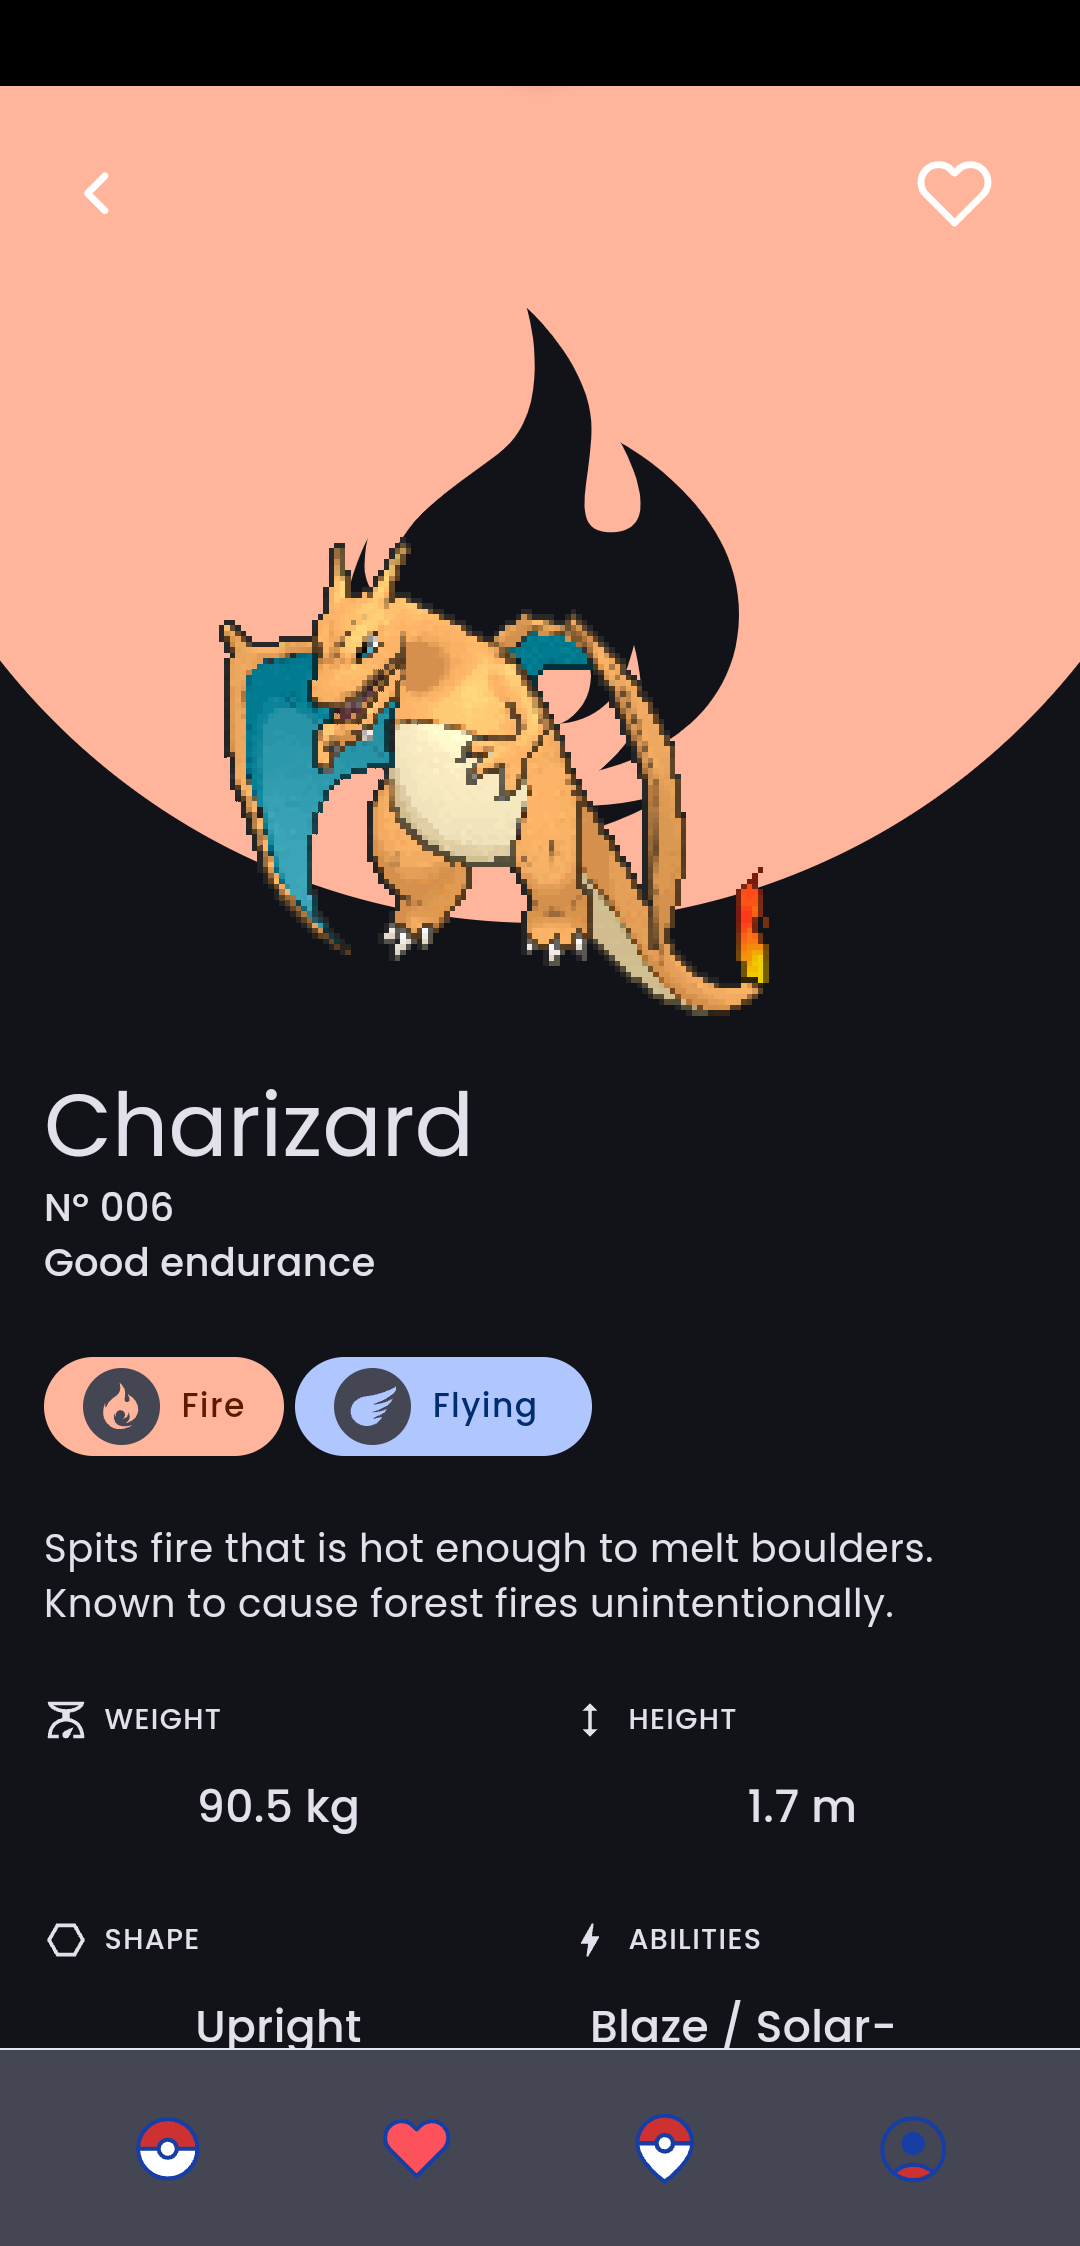 Charizard
Nº 006
Good endurance
Fire
Flying
Spits fire that is hot enough to melt boulders.
Known to cause forest fires unintentionally.
WEIGHT
HEIGHT
90.5 kg
1.7 m
SHAPE
ABILITIES
Upright
Blaze / Solar-